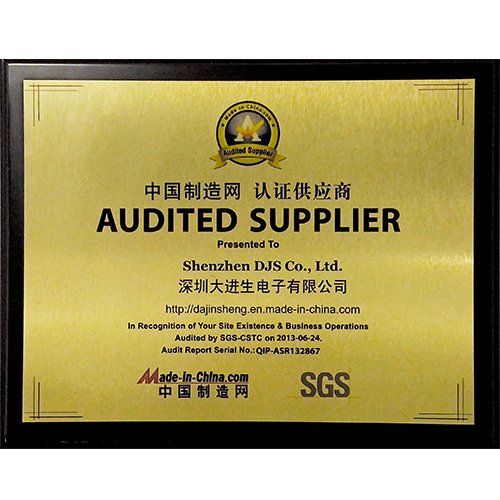 Made-in-China.com
Audited Supplier
中国制造网 认证供应商
AUDITED SUPPLIER
Presented To
Shenzhen DJS Co., Ltd.
深圳大进生电子有限公司
http://dajinsheng.en.made-in-china.com/
In Recognition of Your Site Existence & Business Operations
Audited by SGS-CSTC on 2013-06-24.
Audit Report Serial No.:QIP-ASR132867
Made-in-China.com
中国制造网
SGS